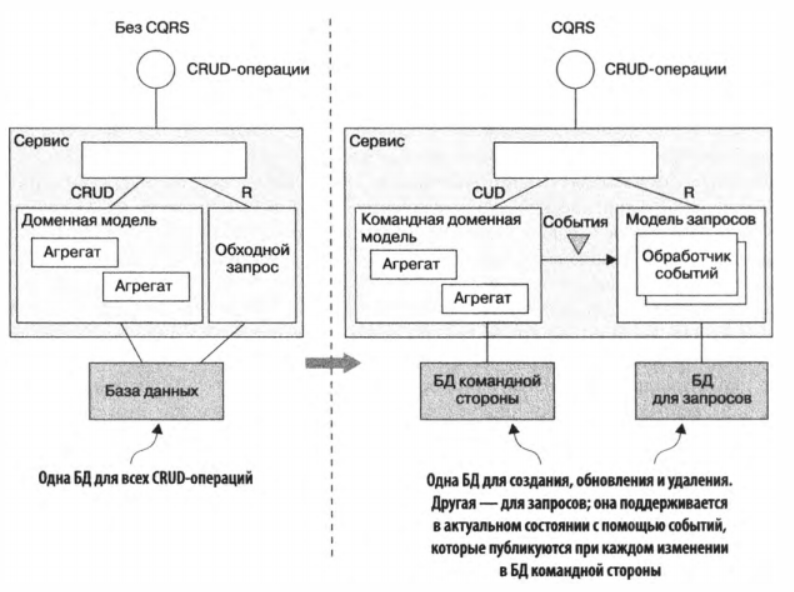 Без CQRS
CRUD-операции
Сервис
CRUD
R
Доменная модель
Агрегат
Агрегат
Обходной
запрос
База данных
Одна БД для всех CRUD-операций
CQRS
CRUD-операции
Сервис
CUD
R
Командная доменная
модель
Агрегат
Агрегат
События
Модель запросов
Обработчик
событий
БД командной
стороны
БД
для запросов
Одна БД для создания, обновления и удаления.
Другая — для запросов; она поддерживается
в актуальном состоянии с помощью событий,
которые публикуются при каждом изменении
в БД командной стороны